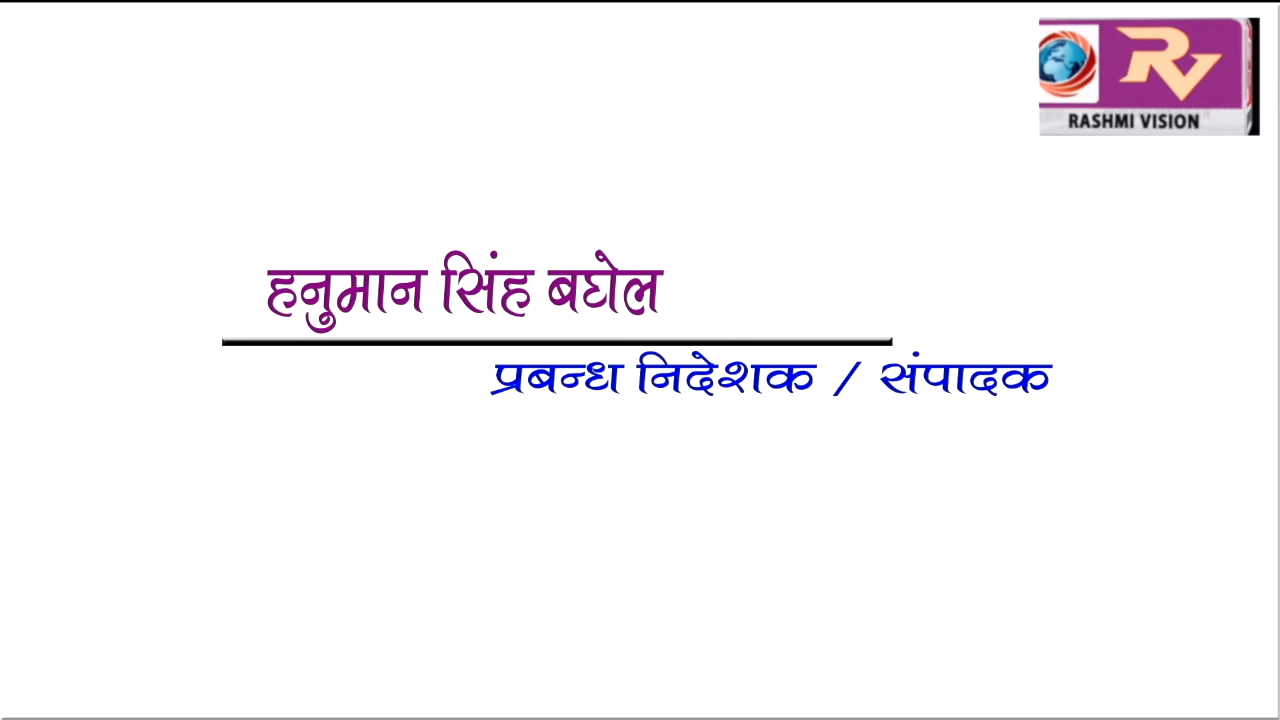 RV
RASHMI VISION
हनुमान सिंह बघेल
प्रबन्ध निदेशक / संपादक